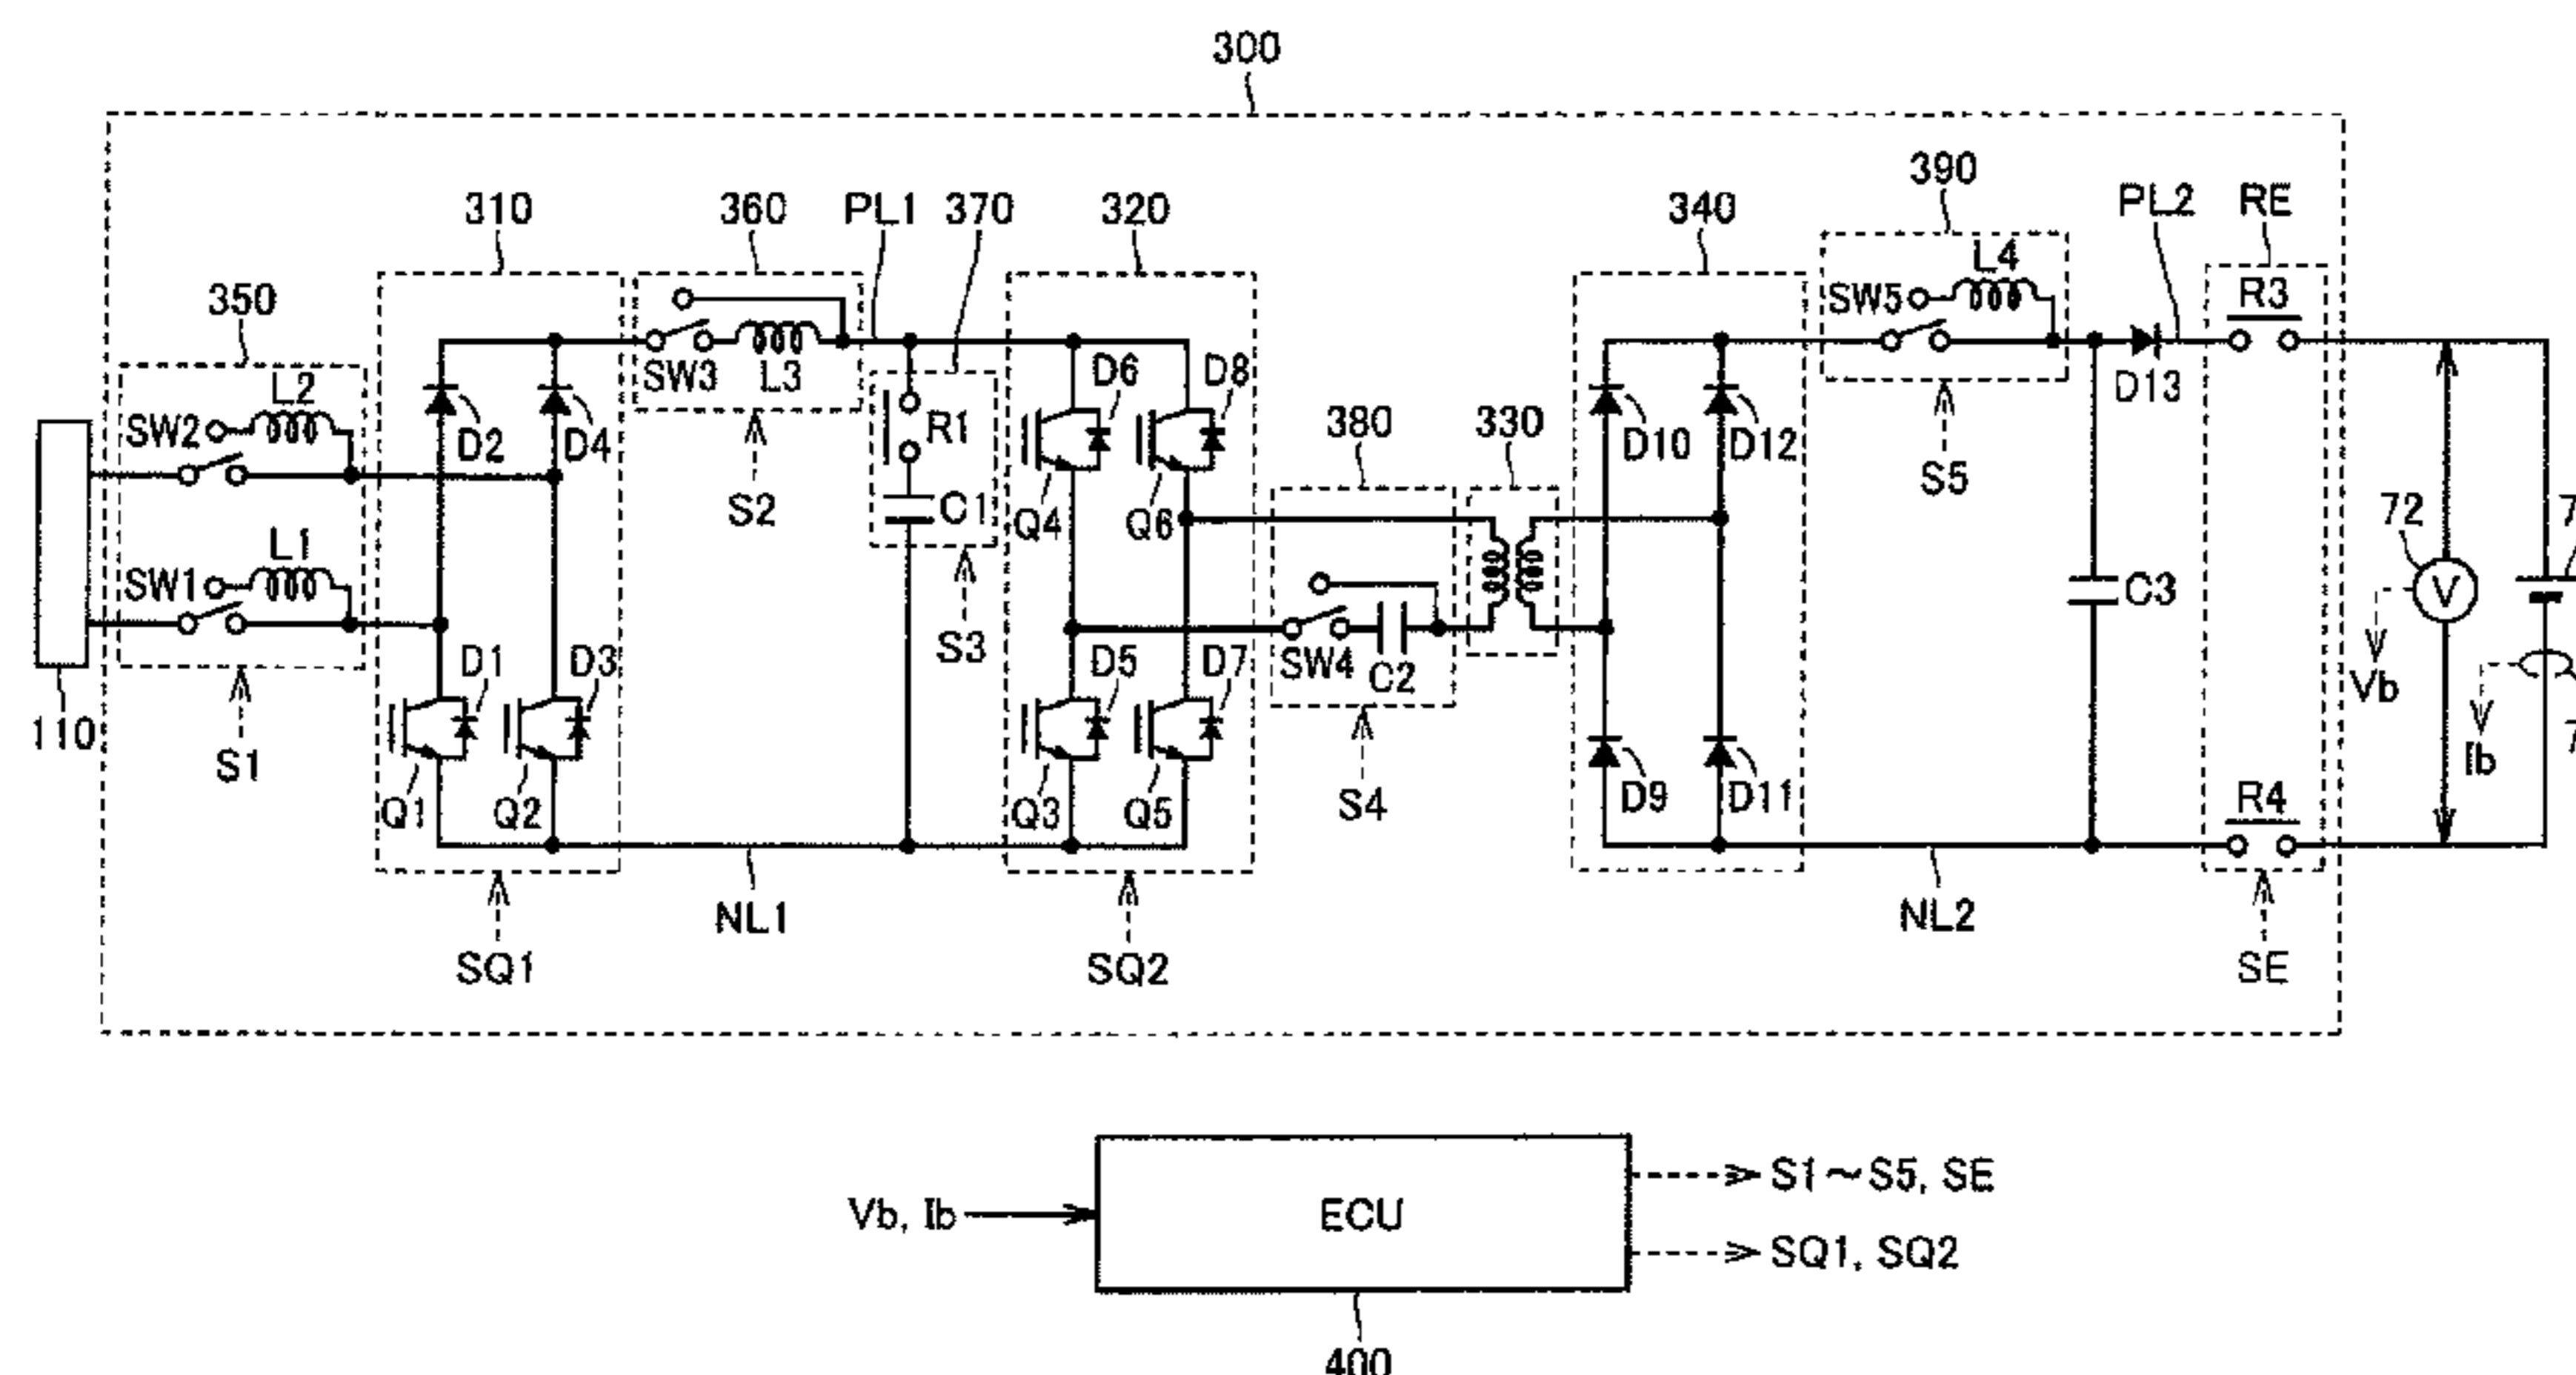 300
390
PL2
RE
310
360
PL1
370
320
340
350
L4
SW5
R3
L2
SW2
D2
D4
SW3
L3
R1
D6
D8
D13
380
330
D10
D12
S5
S2
C1
Q4
Q6
72
L1
SW1
V
C3
S3
D1
D3
D5
D7
SW4
C2
Vb
Ib
110
S1
Q1
Q2
Q3
Q5
S4
D9
D11
R4
NL1
NL2
SQ1
SQ2
SE
Vb, Ib
ECU
S1~S5, SE
SQ1, SQ2
400